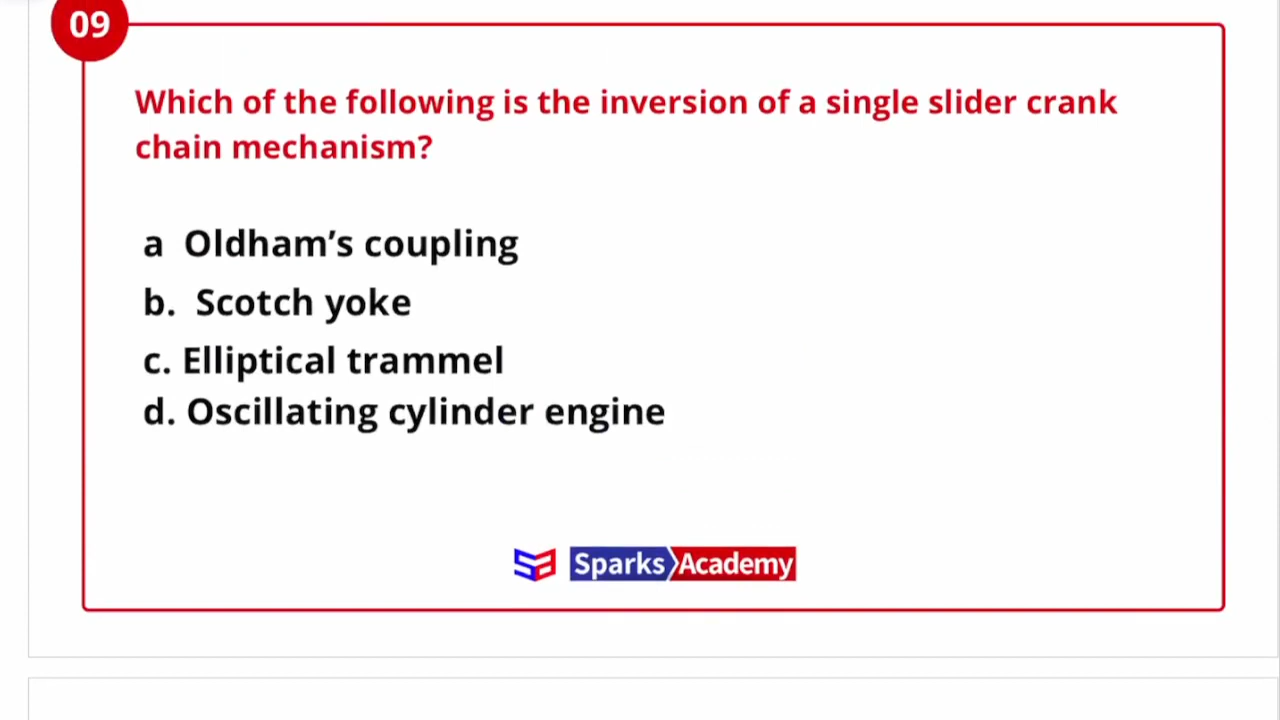 09
Which of the following is the inversion of a single slider crank
chain mechanism?
a Oldham’s coupling
b. Scotch yoke
c. Elliptical trammel
d. Oscillating cylinder engine
Sparks Academy